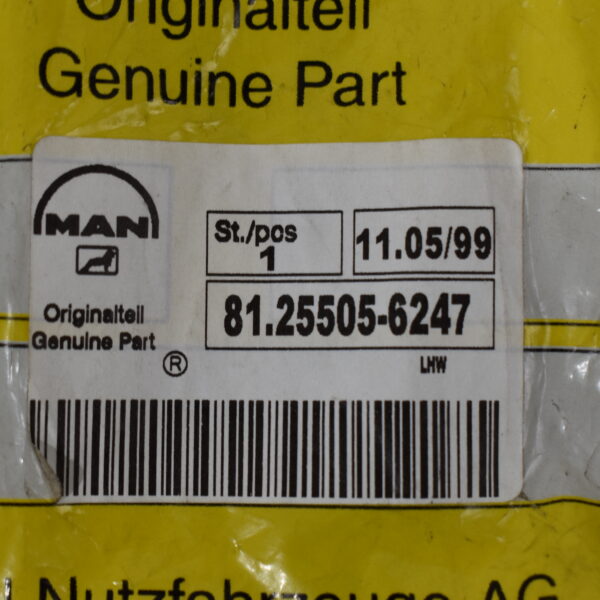 Originalteil
Genuine Part
MAN
St./pos
1
11.05/99
81.25505-6247
Originalteil
Genuine Part
®
LHW
Nutzfahrzeuge AG